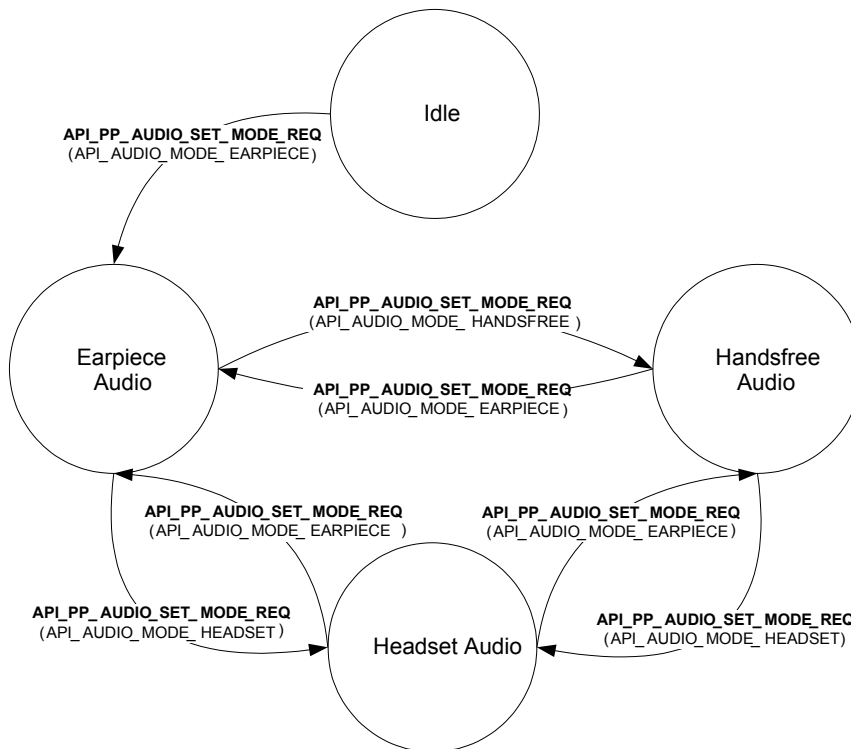 Idle
API_PP_AUDIO_SET_MODE_REQ
(API_AUDIO_MODE_EARPIECE)
API_PP_AUDIO_SET_MODE_REQ
(API_AUDIO_MODE_HANDSFREE)
Earpiece
Audio
Handsfree
Audio
API_PP_AUDIO_SET_MODE_REQ
(API_AUDIO_MODE_EARPIECE)
API_PP_AUDIO_SET_MODE_REQ
(API_AUDIO_MODE_EARPIECE)
API_PP_AUDIO_SET_MODE_REQ
(API_AUDIO_MODE_EARPIECE)
API_PP_AUDIO_SET_MODE_REQ
(API_AUDIO_MODE_HEADSET)
Headset Audio
API_PP_AUDIO_SET_MODE_REQ
(API_AUDIO_MODE_HEADSET)